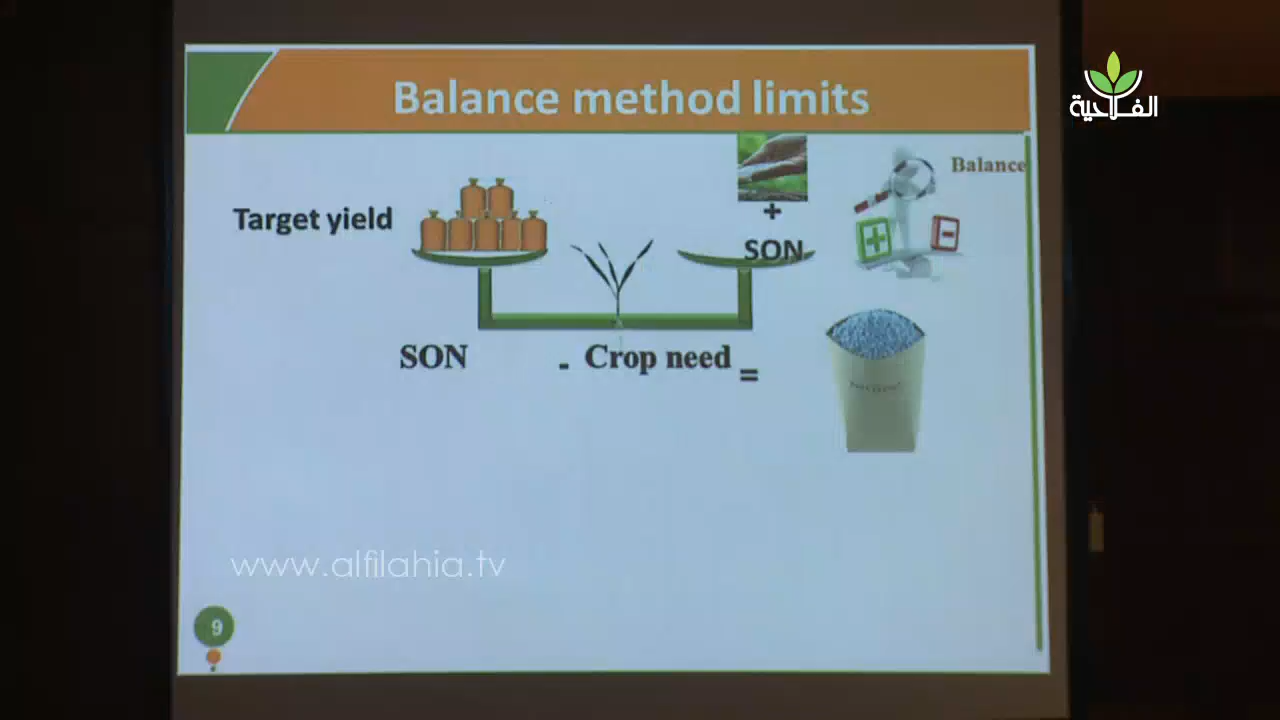 Balance method limits
الفلاحية
Balance
Target yield
+
SON
+ -
SON - Crop need =
www.alfilahia.tv
9